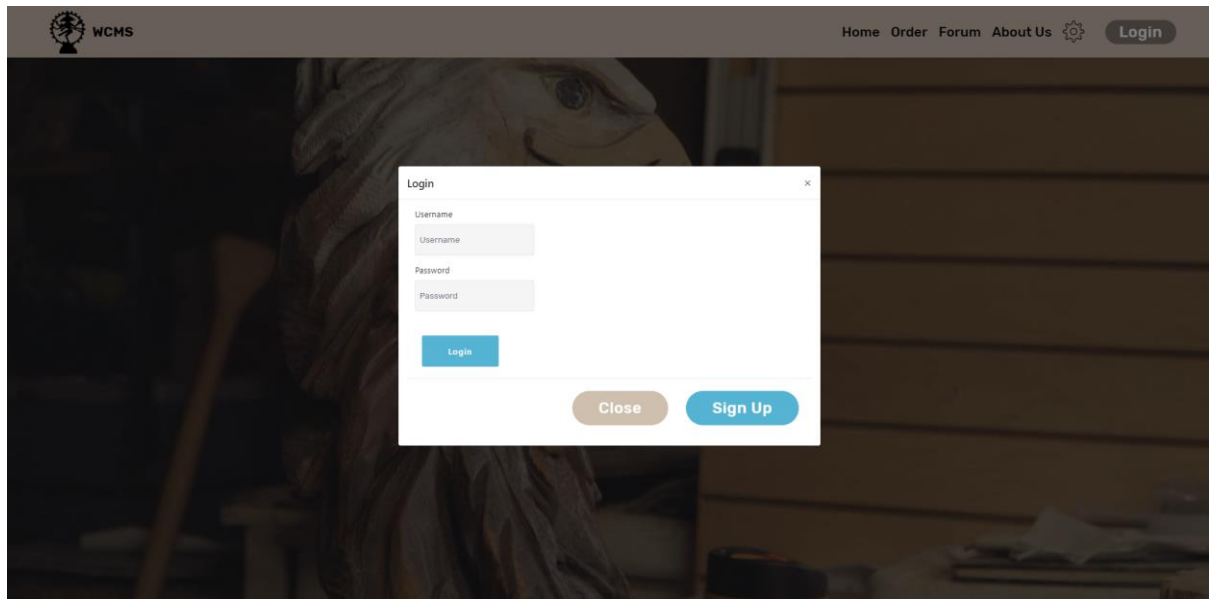 WCMS
Home Order Forum About Us Login
Login ×
Username
Username
Password
Password
Login
Close Sign Up